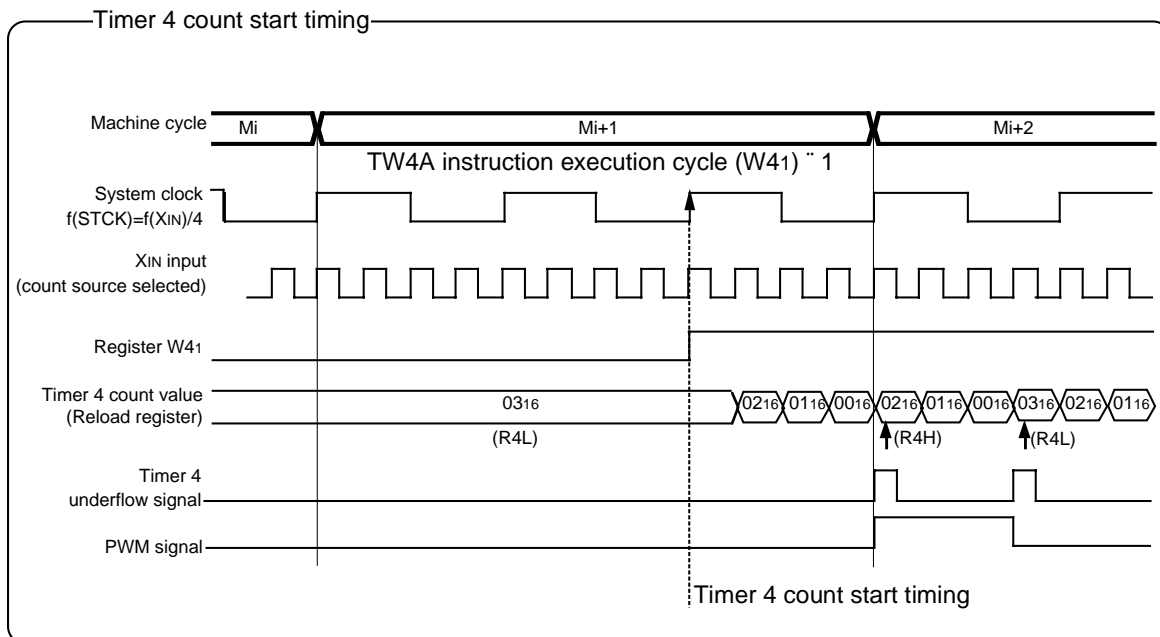 Timer 4 count start timing
Machine cycle
Mi
Mi+1
Mi+2
TW4A instruction execution cycle (W41) ¨ 1
System clock
f(STCK)=f(XIN)/4
XIN input
(count source selected)
Register W41
Timer 4 count value
(Reload register)
0316
0216
0116
0016
0216
0116
0016
0316
0216
0116
(R4L)
(R4H)
(R4L)
Timer 4
underflow signal
PWM signal
Timer 4 count start timing